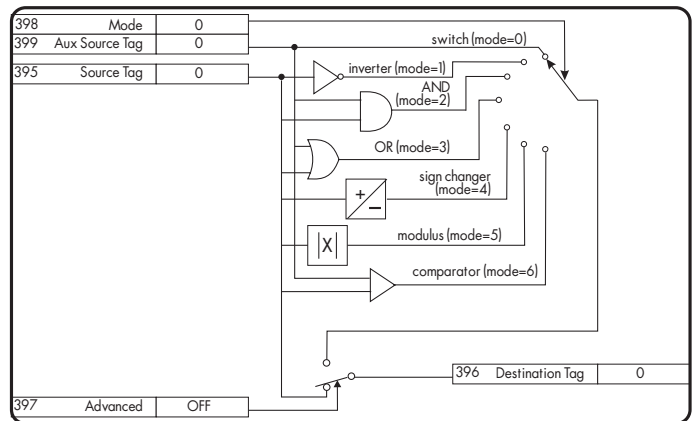 398 Mode 0
399 Aux Source Tag 0
switch (mode=0)
395 Source Tag 0
inverter (mode=1)
AND
(mode=2)
OR (mode=3)
+
−
sign changer
(mode=4)
|X|
modulus (mode=5)
comparator (mode=6)
396 Destination Tag 0
397 Advanced OFF